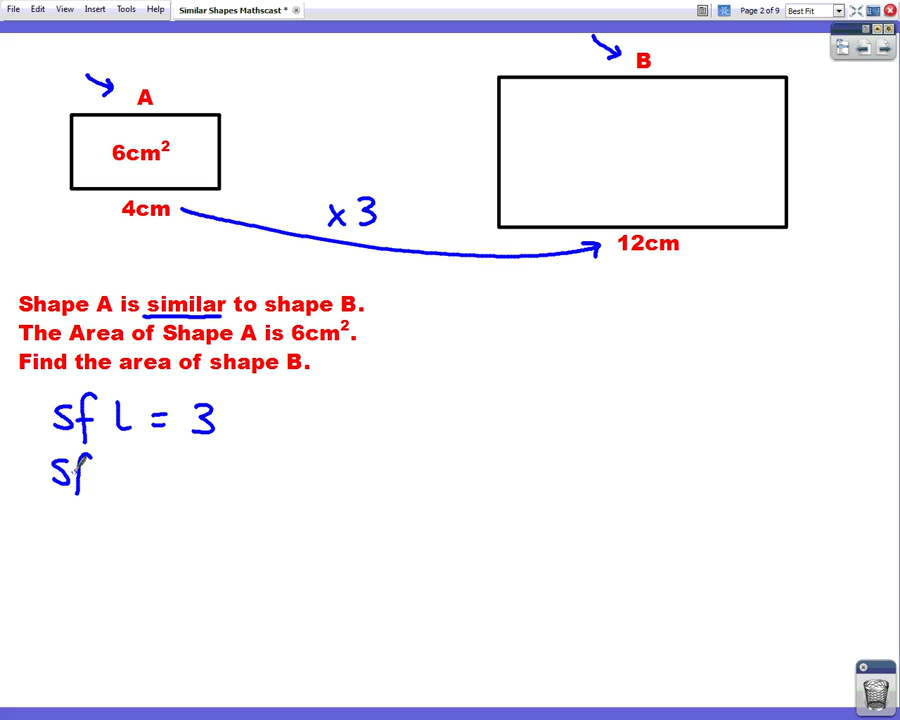 File Edit View Insert Tools Help Similar Shapes Mathscast * Page 2 of 9 Best Fit
A
B
6cm²
4cm
x 3
12cm
Shape A is similar to shape B.
The Area of Shape A is 6cm².
Find the area of shape B.
sf L = 3
sf